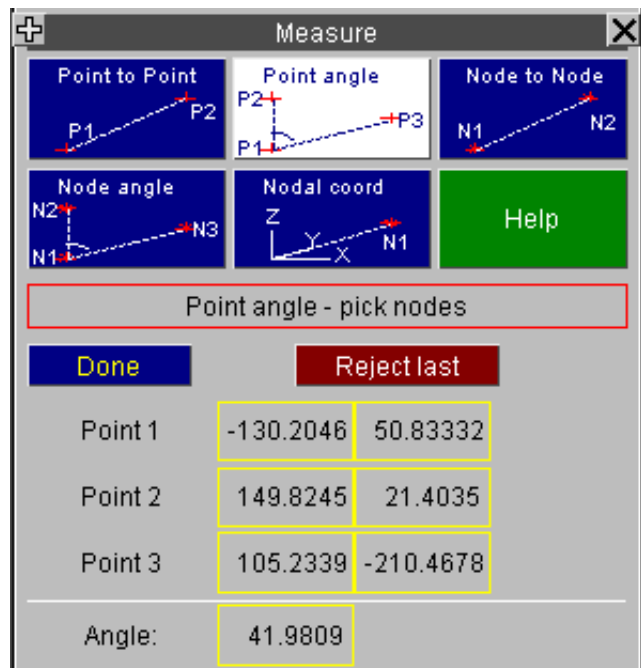 Measure
Point to Point
P1
P2
Point angle
P2
P3
P1
Node to Node
N1
N2
Node angle
N2
N3
N1
Nodal coord
Z
Y
X
N1
Help
Point angle - pick nodes
Done
Reject last
Point 1 -130.2046 50.83332
Point 2 149.8245 21.4035
Point 3 105.2339 -210.4678
Angle: 41.9809